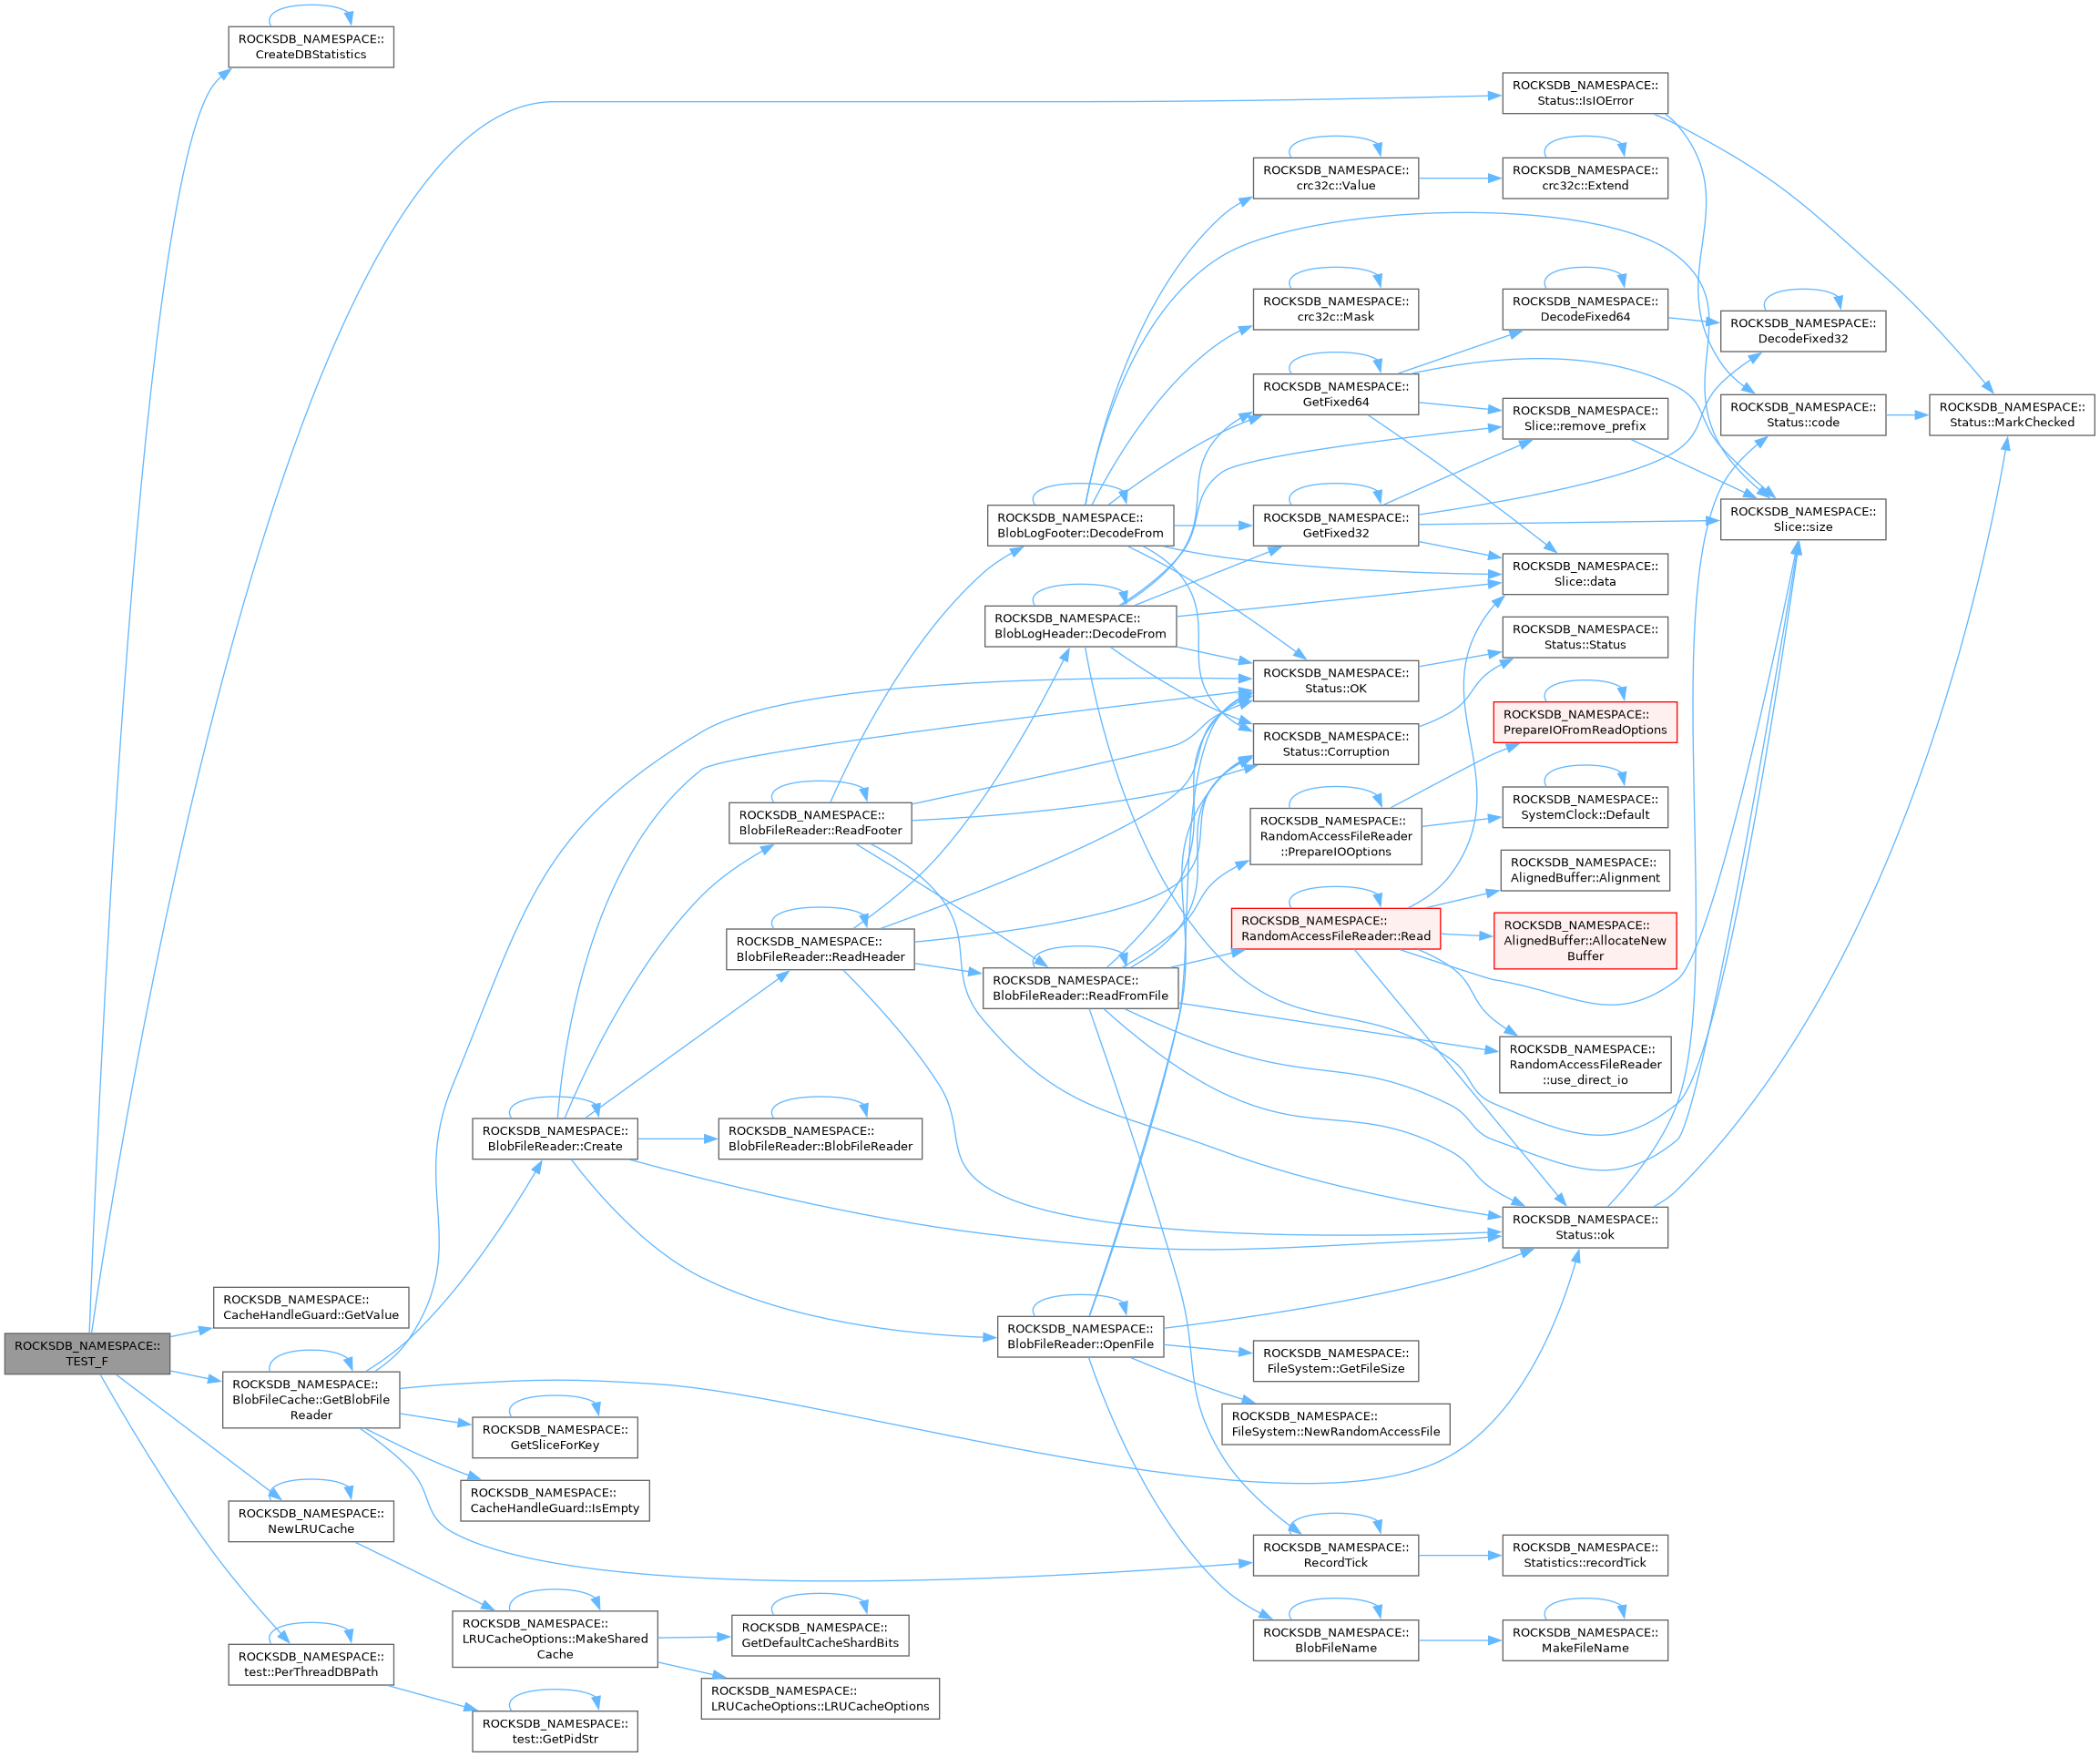 ROCKSDB_NAMESPACE::
TEST_F
ROCKSDB_NAMESPACE::
CreateDBStatistics
ROCKSDB_NAMESPACE::
CacheHandleGuard::GetValue
ROCKSDB_NAMESPACE::
BlobFileCache::GetBlobFile
Reader
ROCKSDB_NAMESPACE::
NewLRUCache
ROCKSDB_NAMESPACE::
test::PerThreadDBPath
ROCKSDB_NAMESPACE::
BlobFileReader::Create
ROCKSDB_NAMESPACE::
GetSliceForKey
ROCKSDB_NAMESPACE::
CacheHandleGuard::IsEmpty
ROCKSDB_NAMESPACE::
LRUCacheOptions::MakeShared
Cache
ROCKSDB_NAMESPACE::
test::GetPidStr
ROCKSDB_NAMESPACE::
BlobFileReader::ReadFooter
ROCKSDB_NAMESPACE::
BlobFileReader::ReadHeader
ROCKSDB_NAMESPACE::
BlobFileReader::BlobFileReader
ROCKSDB_NAMESPACE::
GetDefaultCacheShardBits
ROCKSDB_NAMESPACE::
LRUCacheOptions::LRUCacheOptions
ROCKSDB_NAMESPACE::
BlobLogFooter::DecodeFrom
ROCKSDB_NAMESPACE::
BlobLogHeader::DecodeFrom
ROCKSDB_NAMESPACE::
BlobFileReader::ReadFromFile
ROCKSDB_NAMESPACE::
BlobFileReader::OpenFile
ROCKSDB_NAMESPACE::
crc32c::Value
ROCKSDB_NAMESPACE::
crc32c::Mask
ROCKSDB_NAMESPACE::
GetFixed64
ROCKSDB_NAMESPACE::
GetFixed32
ROCKSDB_NAMESPACE::
Status::OK
ROCKSDB_NAMESPACE::
Status::Corruption
ROCKSDB_NAMESPACE::
RandomAccessFileReader
::PrepareIOOptions
ROCKSDB_NAMESPACE::
RandomAccessFileReader::Read
ROCKSDB_NAMESPACE::
FileSystem::GetFileSize
ROCKSDB_NAMESPACE::
FileSystem::NewRandomAccessFile
ROCKSDB_NAMESPACE::
RecordTick
ROCKSDB_NAMESPACE::
BlobFileName
ROCKSDB_NAMESPACE::
Status::IsIOError
ROCKSDB_NAMESPACE::
crc32c::Extend
ROCKSDB_NAMESPACE::
DecodeFixed64
ROCKSDB_NAMESPACE::
Slice::remove_prefix
ROCKSDB_NAMESPACE::
Slice::data
ROCKSDB_NAMESPACE::
Status::Status
ROCKSDB_NAMESPACE::
PrepareIOFromReadOptions
ROCKSDB_NAMESPACE::
SystemClock::Default
ROCKSDB_NAMESPACE::
AlignedBuffer::Alignment
ROCKSDB_NAMESPACE::
AlignedBuffer::AllocateNew
Buffer
ROCKSDB_NAMESPACE::
RandomAccessFileReader
::use_direct_io
ROCKSDB_NAMESPACE::
Status::ok
ROCKSDB_NAMESPACE::
Statistics::recordTick
ROCKSDB_NAMESPACE::
MakeFileName
ROCKSDB_NAMESPACE::
DecodeFixed32
ROCKSDB_NAMESPACE::
Status::code
ROCKSDB_NAMESPACE::
Slice::size
ROCKSDB_NAMESPACE::
Status::MarkChecked